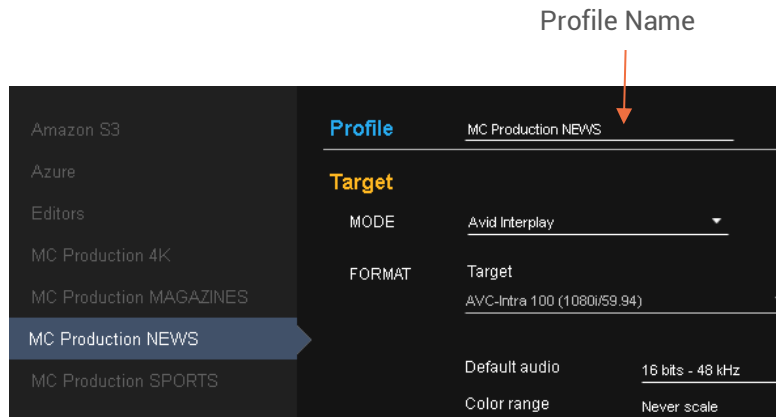 Profile Name
Amazon S3
Azure
Editors
MC Production 4K
MC Production MAGAZINES
MC Production NEWS
MC Production SPORTS
Profile MC Production NEWS
Target
MODE Avid Interplay
FORMAT Target
AVC-Intra 100 (1080i/59.94)
Default audio 16 bits - 48 kHz
Color range Never scale